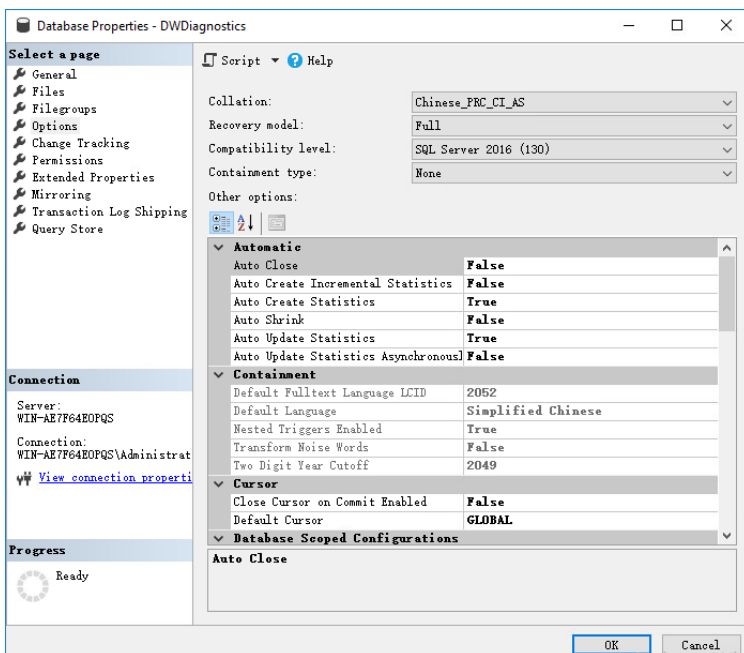 Database Properties - DWDiagnostics
Select a page
General
Files
Filegroups
Options
Change Tracking
Permissions
Extended Properties
Mirroring
Transaction Log Shipping
Query Store
Connection
Server:
WIN-AE7F64EOPQS
Connection:
WIN-AE7F64EOPQS\Administrat
View connection properti
Progress
Ready
Script Help
Collation: Chinese_PRC_CI_AS
Recovery model: Full
Compatibility level: SQL Server 2016 (130)
Containment type: None
Other options:
Automatic
Auto Close False
Auto Create Incremental Statistics False
Auto Create Statistics True
Auto Shrink False
Auto Update Statistics True
Auto Update Statistics Asynchronousl False
Containment
Default Fulltext Language LCID 2052
Default Language Simplified Chinese
Nested Triggers Enabled True
Transform Noise Words False
Two Digit Year Cutoff 2049
Cursor
Close Cursor on Commit Enabled False
Default Cursor GLOBAL
Database Scoped Configurations
Auto Close
OK Cancel